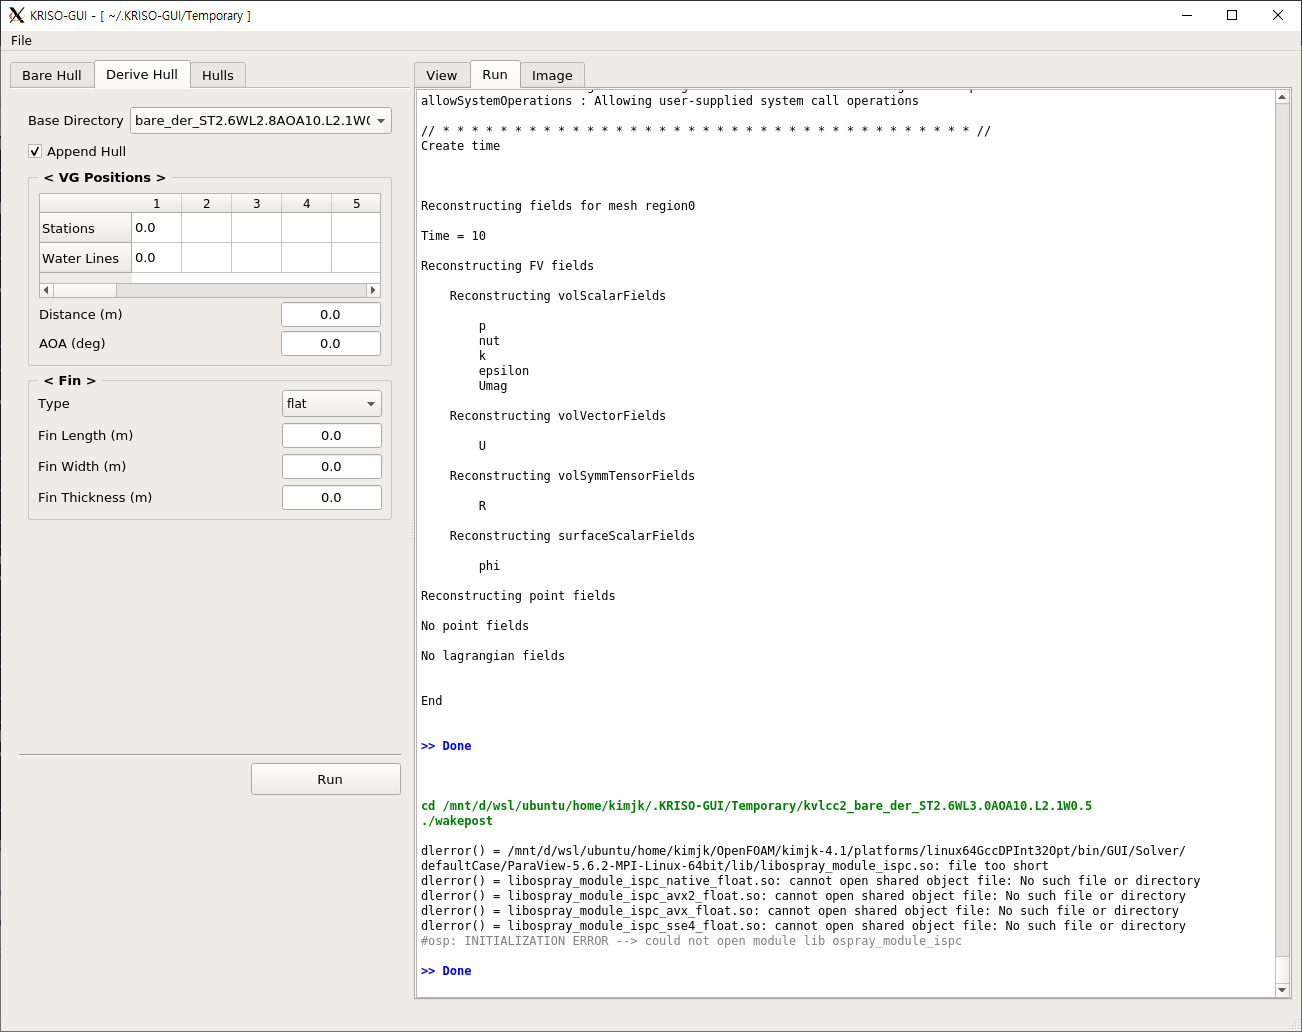 KRISO-GUI - [ ~/.KRISO-GUI/Temporary ]
File
Bare Hull
Derive Hull
Hulls
Base Directory
bare_der_ST2.6WL2.8AOA10.L2.1W0
Append Hull
< VG Positions >
1 2 3 4 5
Stations 0.0
Water Lines 0.0
Distance (m) 0.0
AOA (deg) 0.0
< Fin >
Type flat
Fin Length (m) 0.0
Fin Width (m) 0.0
Fin Thickness (m) 0.0
Run
View
Run
Image
allowSystemOperations : Allowing user-supplied system call operations
// * * * * * * * * * * * * * * * * * * * * * * * * * * * * * * * * * * * * * //
Create time
Reconstructing fields for mesh region0
Time = 10
Reconstructing FV fields
Reconstructing volScalarFields
p
nut
k
epsilon
Umag
Reconstructing volVectorFields
U
Reconstructing volSymmTensorFields
R
Reconstructing surfaceScalarFields
phi
Reconstructing point fields
No point fields
No lagrangian fields
End
>> Done
cd /mnt/d/wsl/ubuntu/home/kimjk/.KRISO-GUI/Temporary/kvlcc2_bare_der_ST2.6WL3.0AOA10.L2.1W0.5
./wakepost
dlerror() = /mnt/d/wsl/ubuntu/home/kimjk/OpenFOAM/kimjk-4.1/platforms/linux64GccDPInt32Opt/bin/GUI/Solver/
defaultCase/ParaView-5.6.2-MPI-Linux-64bit/lib/libospray_module_ispc.so: file too short
dlerror() = libospray_module_ispc_native_float.so: cannot open shared object file: No such file or directory
dlerror() = libospray_module_ispc_avx2_float.so: cannot open shared object file: No such file or directory
dlerror() = libospray_module_ispc_avx_float.so: cannot open shared object file: No such file or directory
dlerror() = libospray_module_ispc_sse4_float.so: cannot open shared object file: No such file or directory
#osp: INITIALIZATION ERROR --> could not open module lib ospray_module_ispc
>> Done